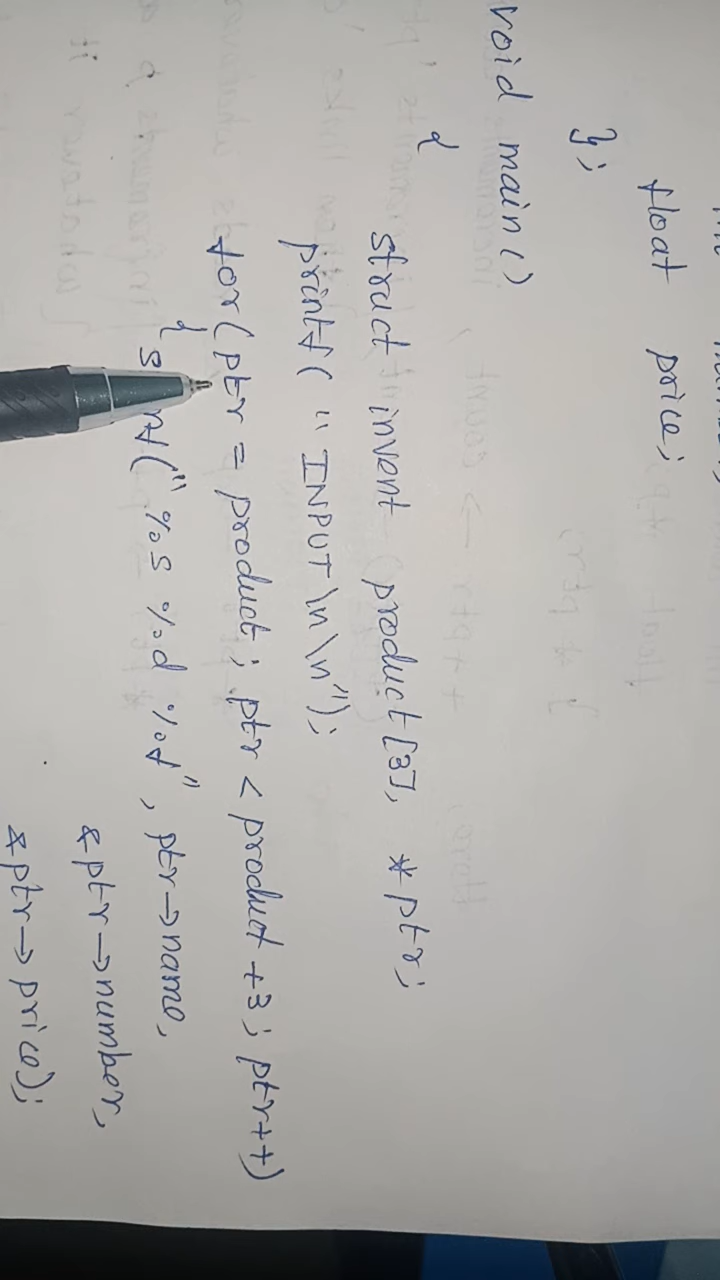 float price;
};
void main()
{
struct invent product[3], *ptr;
printf("INPUT\n\n");
for(ptr = product; ptr < product +3; ptr++)
{
("%s %d %f", ptr→name,
&ptr→number,
&ptr→price);